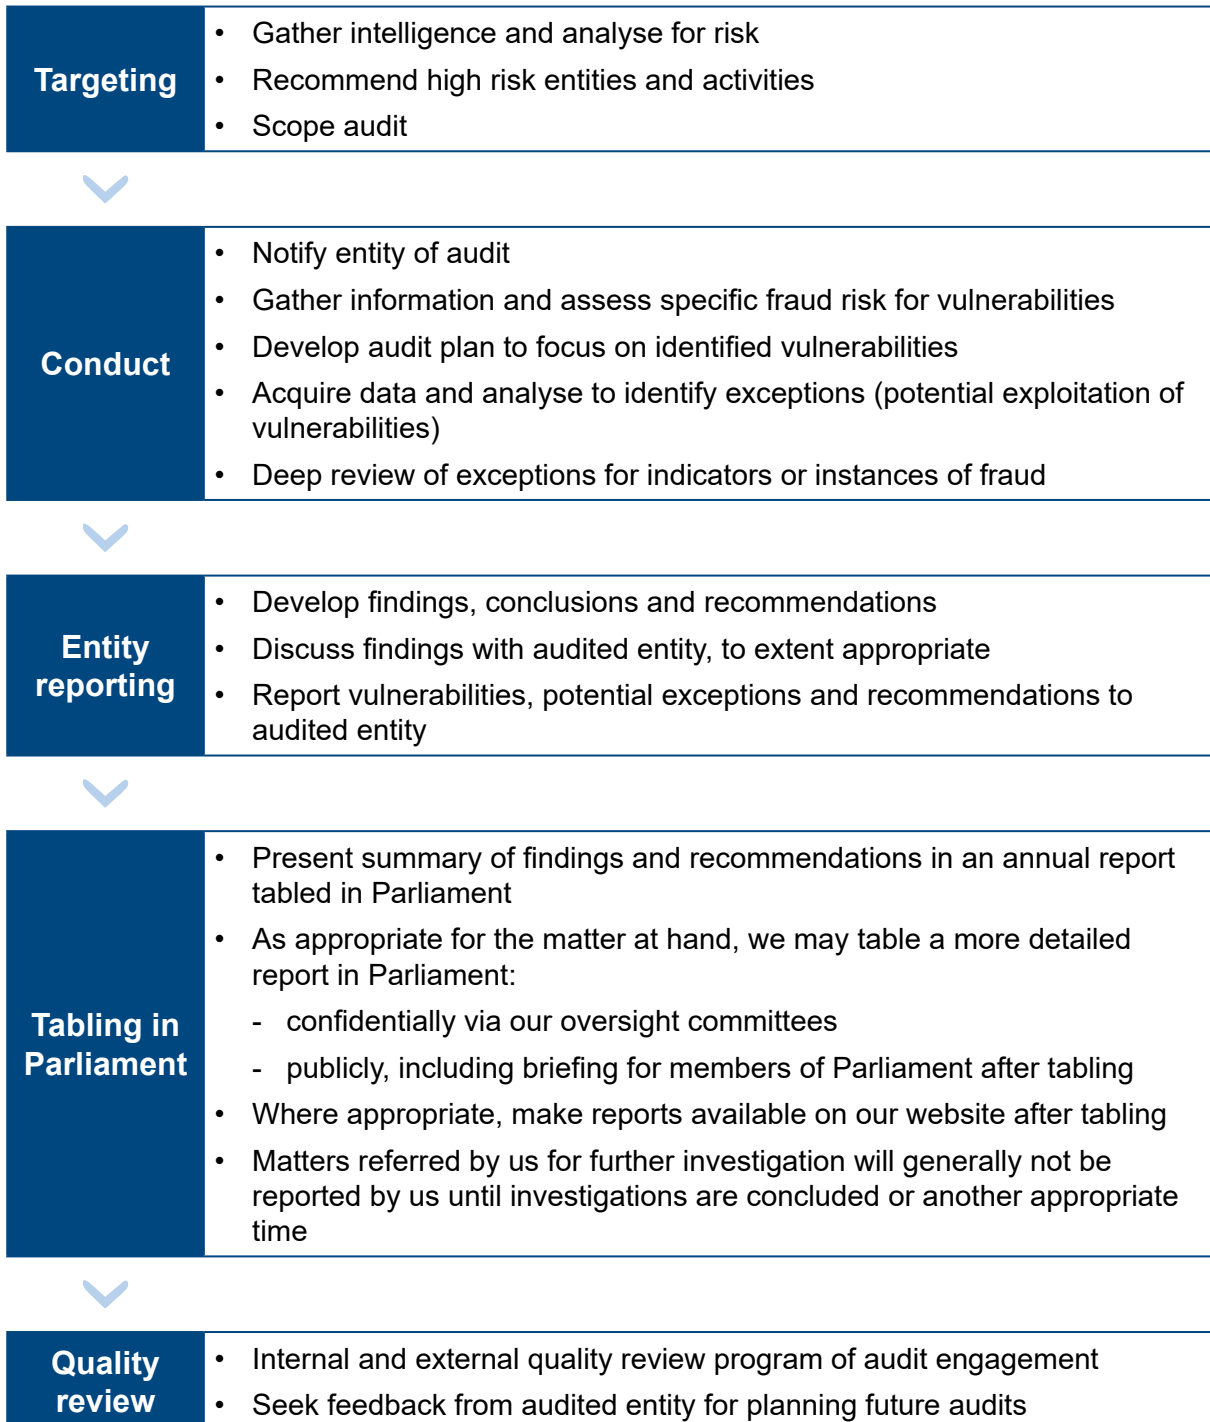 Targeting
• Gather intelligence and analyse for risk
• Recommend high risk entities and activities
• Scope audit
Conduct
• Notify entity of audit
• Gather information and assess specific fraud risk for vulnerabilities
• Develop audit plan to focus on identified vulnerabilities
• Acquire data and analyse to identify exceptions (potential exploitation of
vulnerabilities)
• Deep review of exceptions for indicators or instances of fraud
Entity
reporting
• Develop findings, conclusions and recommendations
• Discuss findings with audited entity, to extent appropriate
• Report vulnerabilities, potential exceptions and recommendations to
audited entity
Tabling in
Parliament
• Present summary of findings and recommendations in an annual report
tabled in Parliament
• As appropriate for the matter at hand, we may table a more detailed
report in Parliament:
- confidentially via our oversight committees
- publicly, including briefing for members of Parliament after tabling
• Where appropriate, make reports available on our website after tabling
• Matters referred by us for further investigation will generally not be
reported by us until investigations are concluded or another appropriate
time
Quality
review
• Internal and external quality review program of audit engagement
• Seek feedback from audited entity for planning future audits